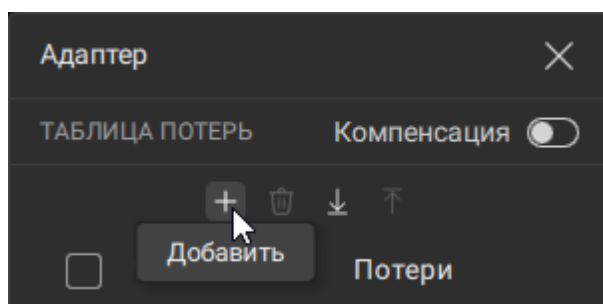 Адаптер
ТАБЛИЦА ПОТЕРЬ Компенсация
Добавить
Потери